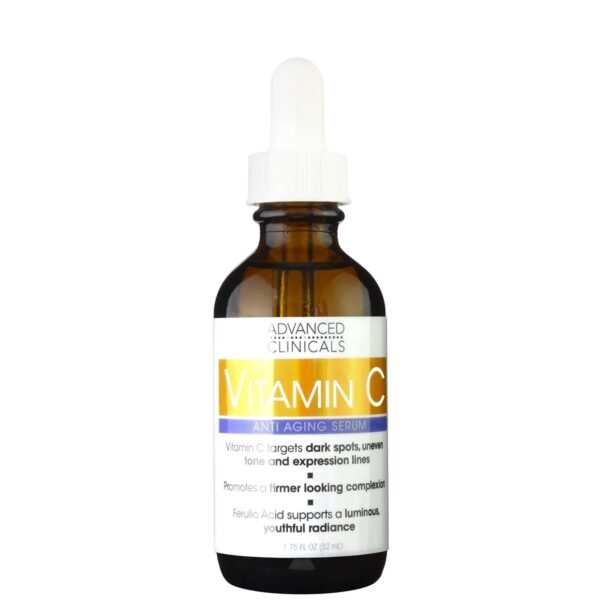 ADVANCED
CLINICALS
VITAMIN C
ANTI AGING SERUM
Vitamin C targets dark spots, uneven
tone and expression lines
Promotes a firmer looking complexion
Ferulic Acid supports a luminous,
youthful radiance
1.75 FL OZ (52 mL)